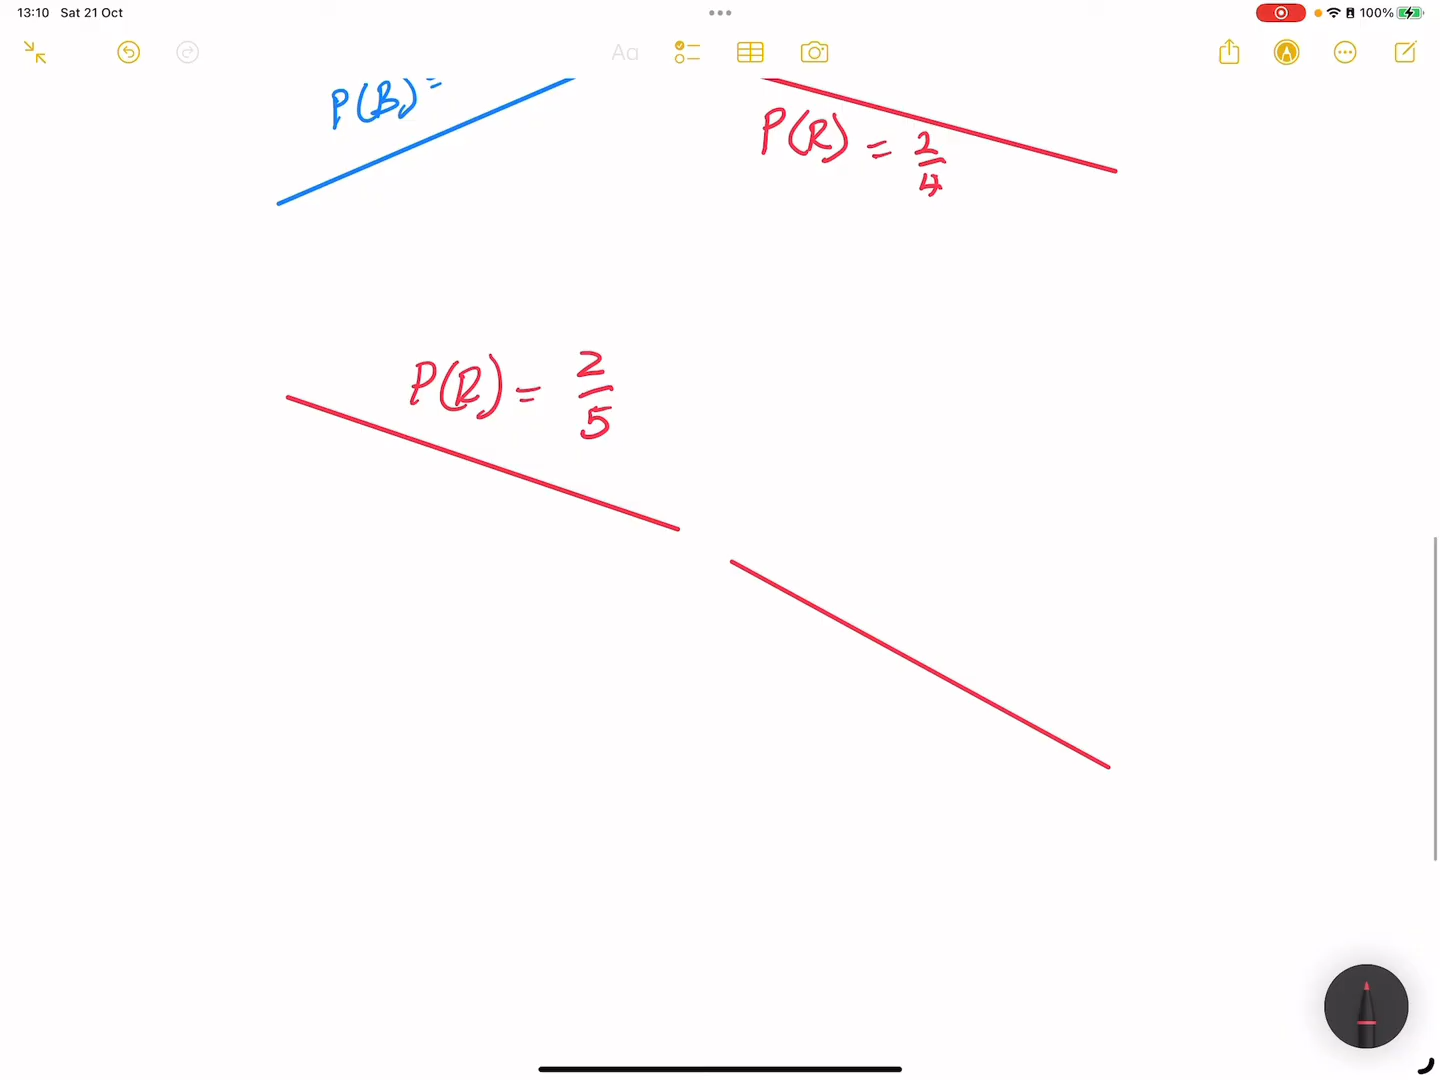 13:10 Sat 21 Oct
100%
Aa
P(B) =
P(R) = 2/4
P(R) = 2/5